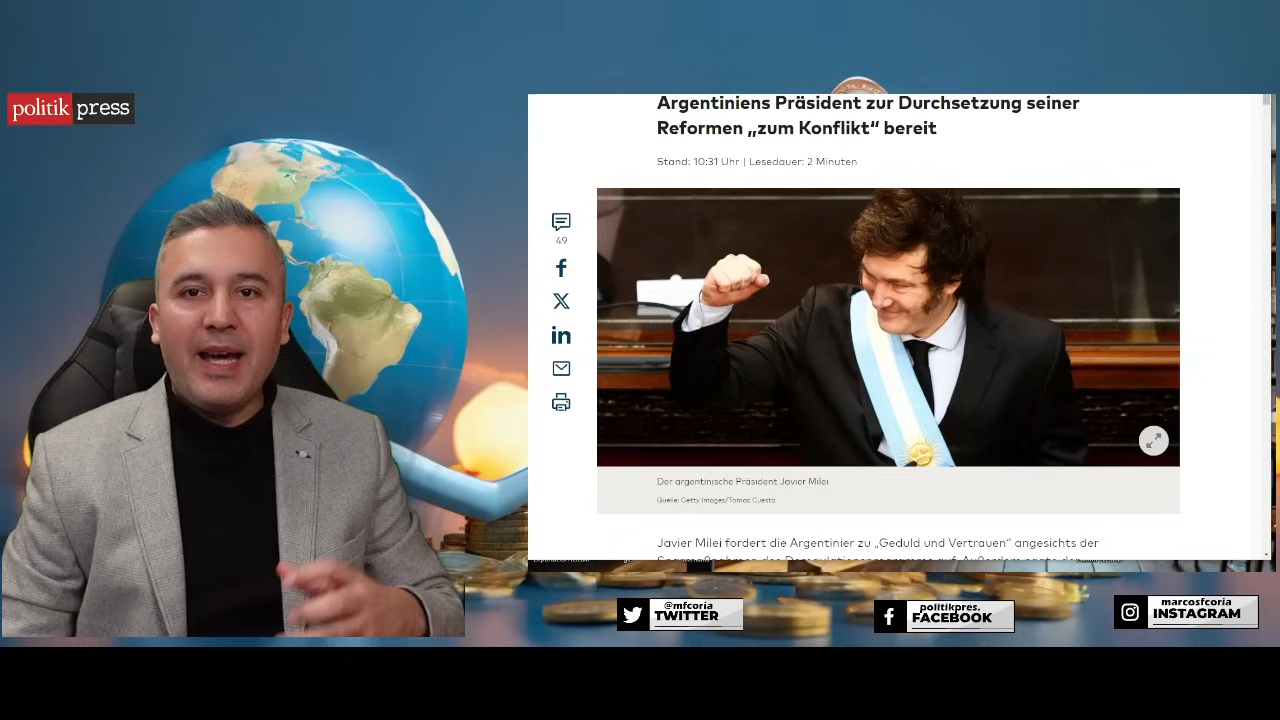 politik press
Argentiniens Präsident zur Durchsetzung seiner
Reformen „zum Konflikt“ bereit
Stand: 10:31 Uhr | Lesedauer: 2 Minuten
49
Der argentinische Präsident Javier Milei
Quelle: Getty Images/Tomas Cuesta
Javier Milei fordert die Argentinier zu „Geduld und Vertrauen“ angesichts der
@mfcoria
TWITTER
politikpres.
FACEBOOK
marcosfcoria
INSTAGRAM